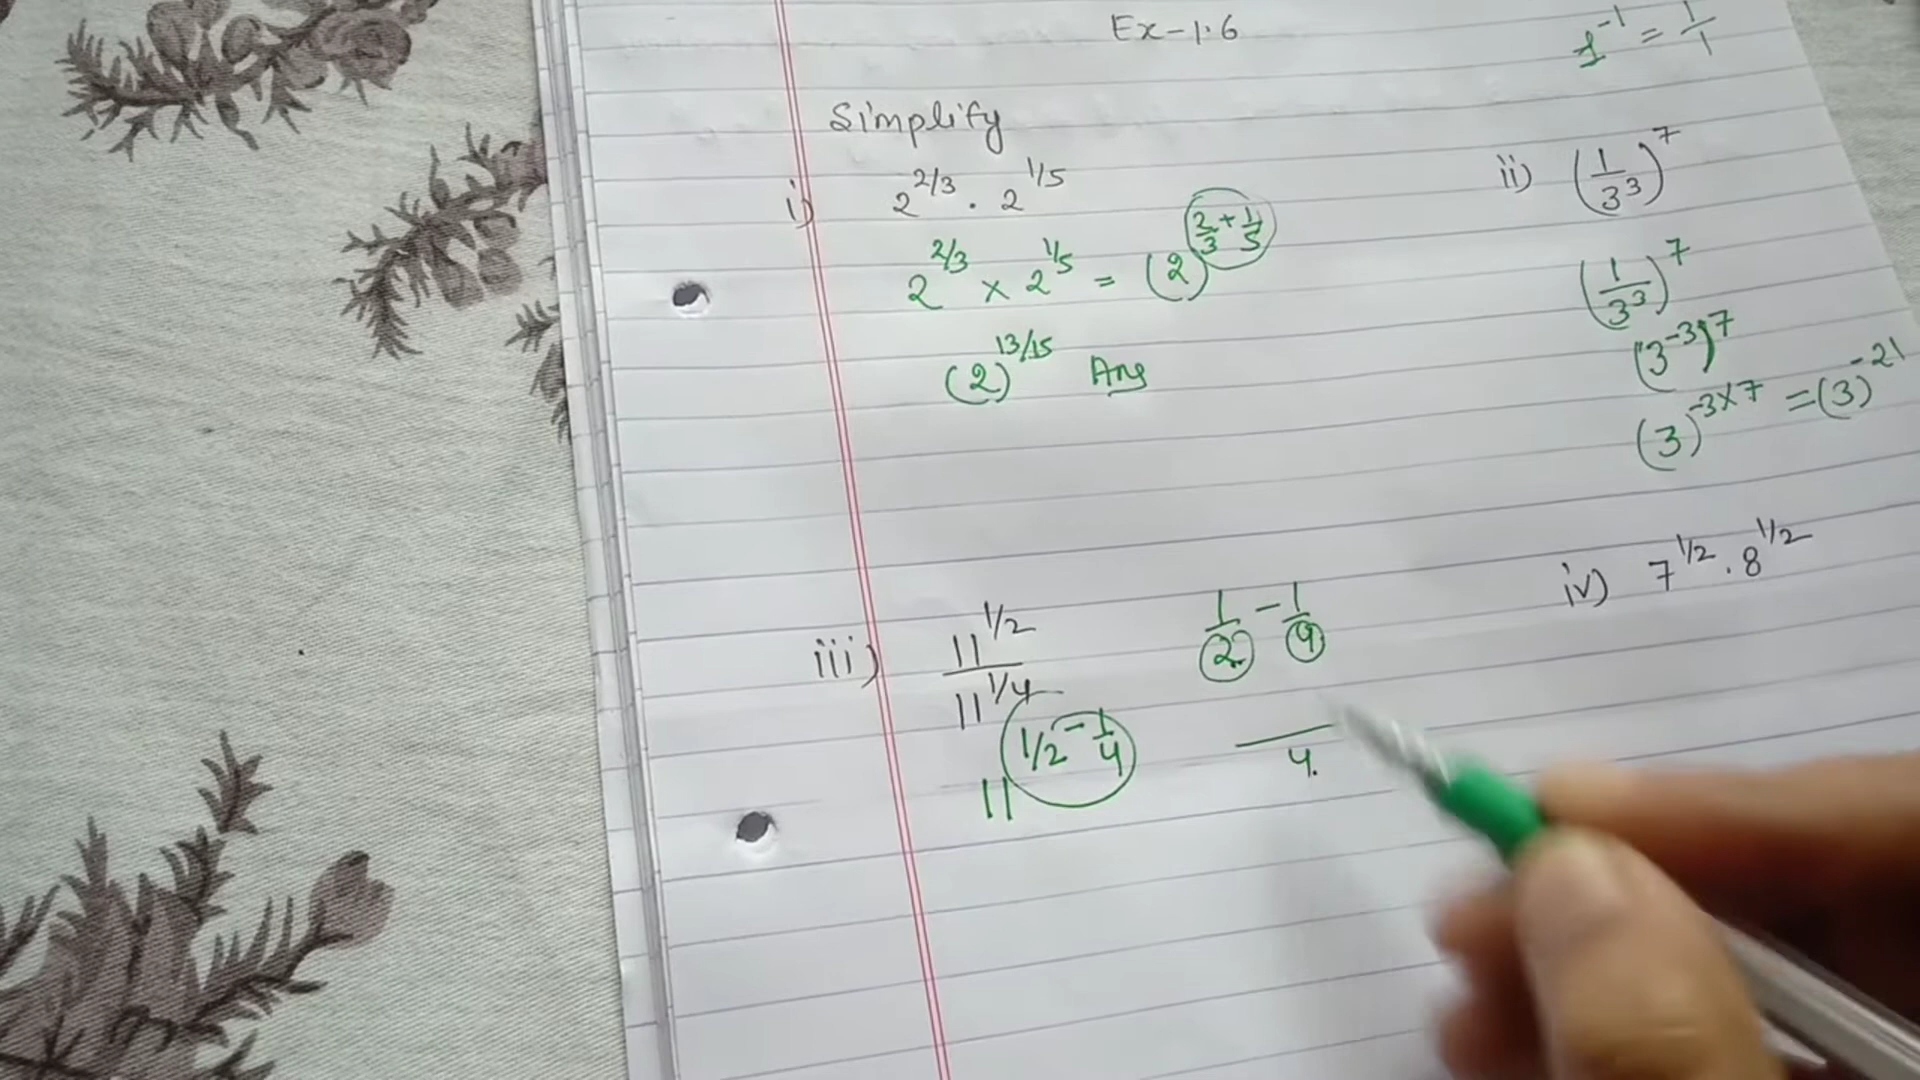 Ex-1.6
1^-1 = 1/1
Simplify
i) 2^2/3 . 2^1/5
2^2/3 × 2^1/5 = (2)^2/3 + 1/5
(2)^13/15 Ans
ii) (1/3^3)^7
(1/3^3)^7
(3^-3)^7
(3)^-3×7 = (3)^-21
iii) 11^1/2 / 11^1/4
11^1/2 - 1/4
1/2 - 1/4
4.
iv) 7^1/2 . 8^1/2